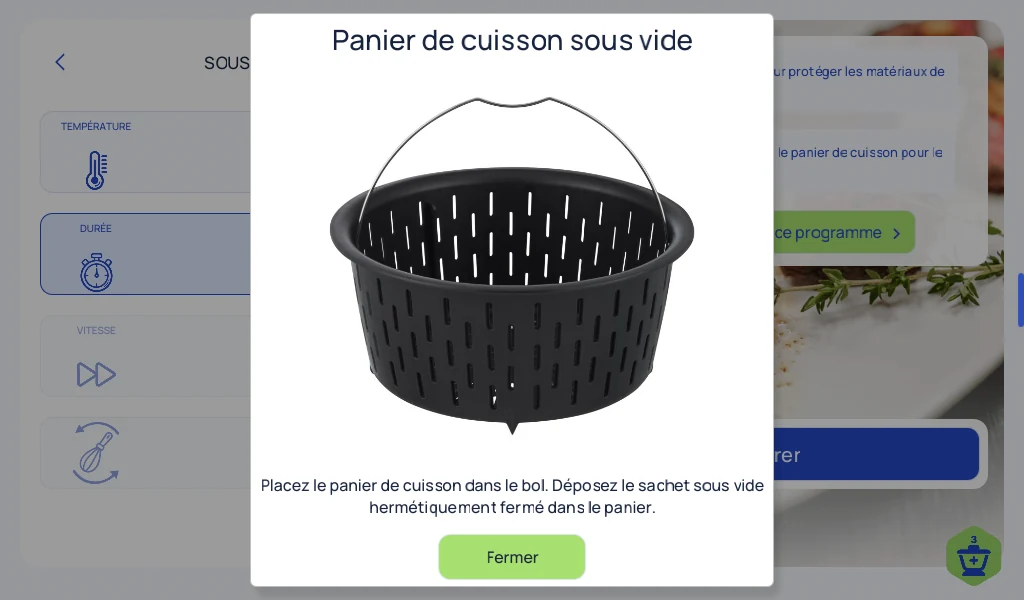 Panier de cuisson sous vide
SOUS
ur protéger les matériaux de
TEMPÉRATURE
le panier de cuisson pour le
DURÉE
ce programme
VITESSE
rer
Placez le panier de cuisson dans le bol. Déposez le sachet sous vide
hermétiquement fermé dans le panier.
Fermer
3